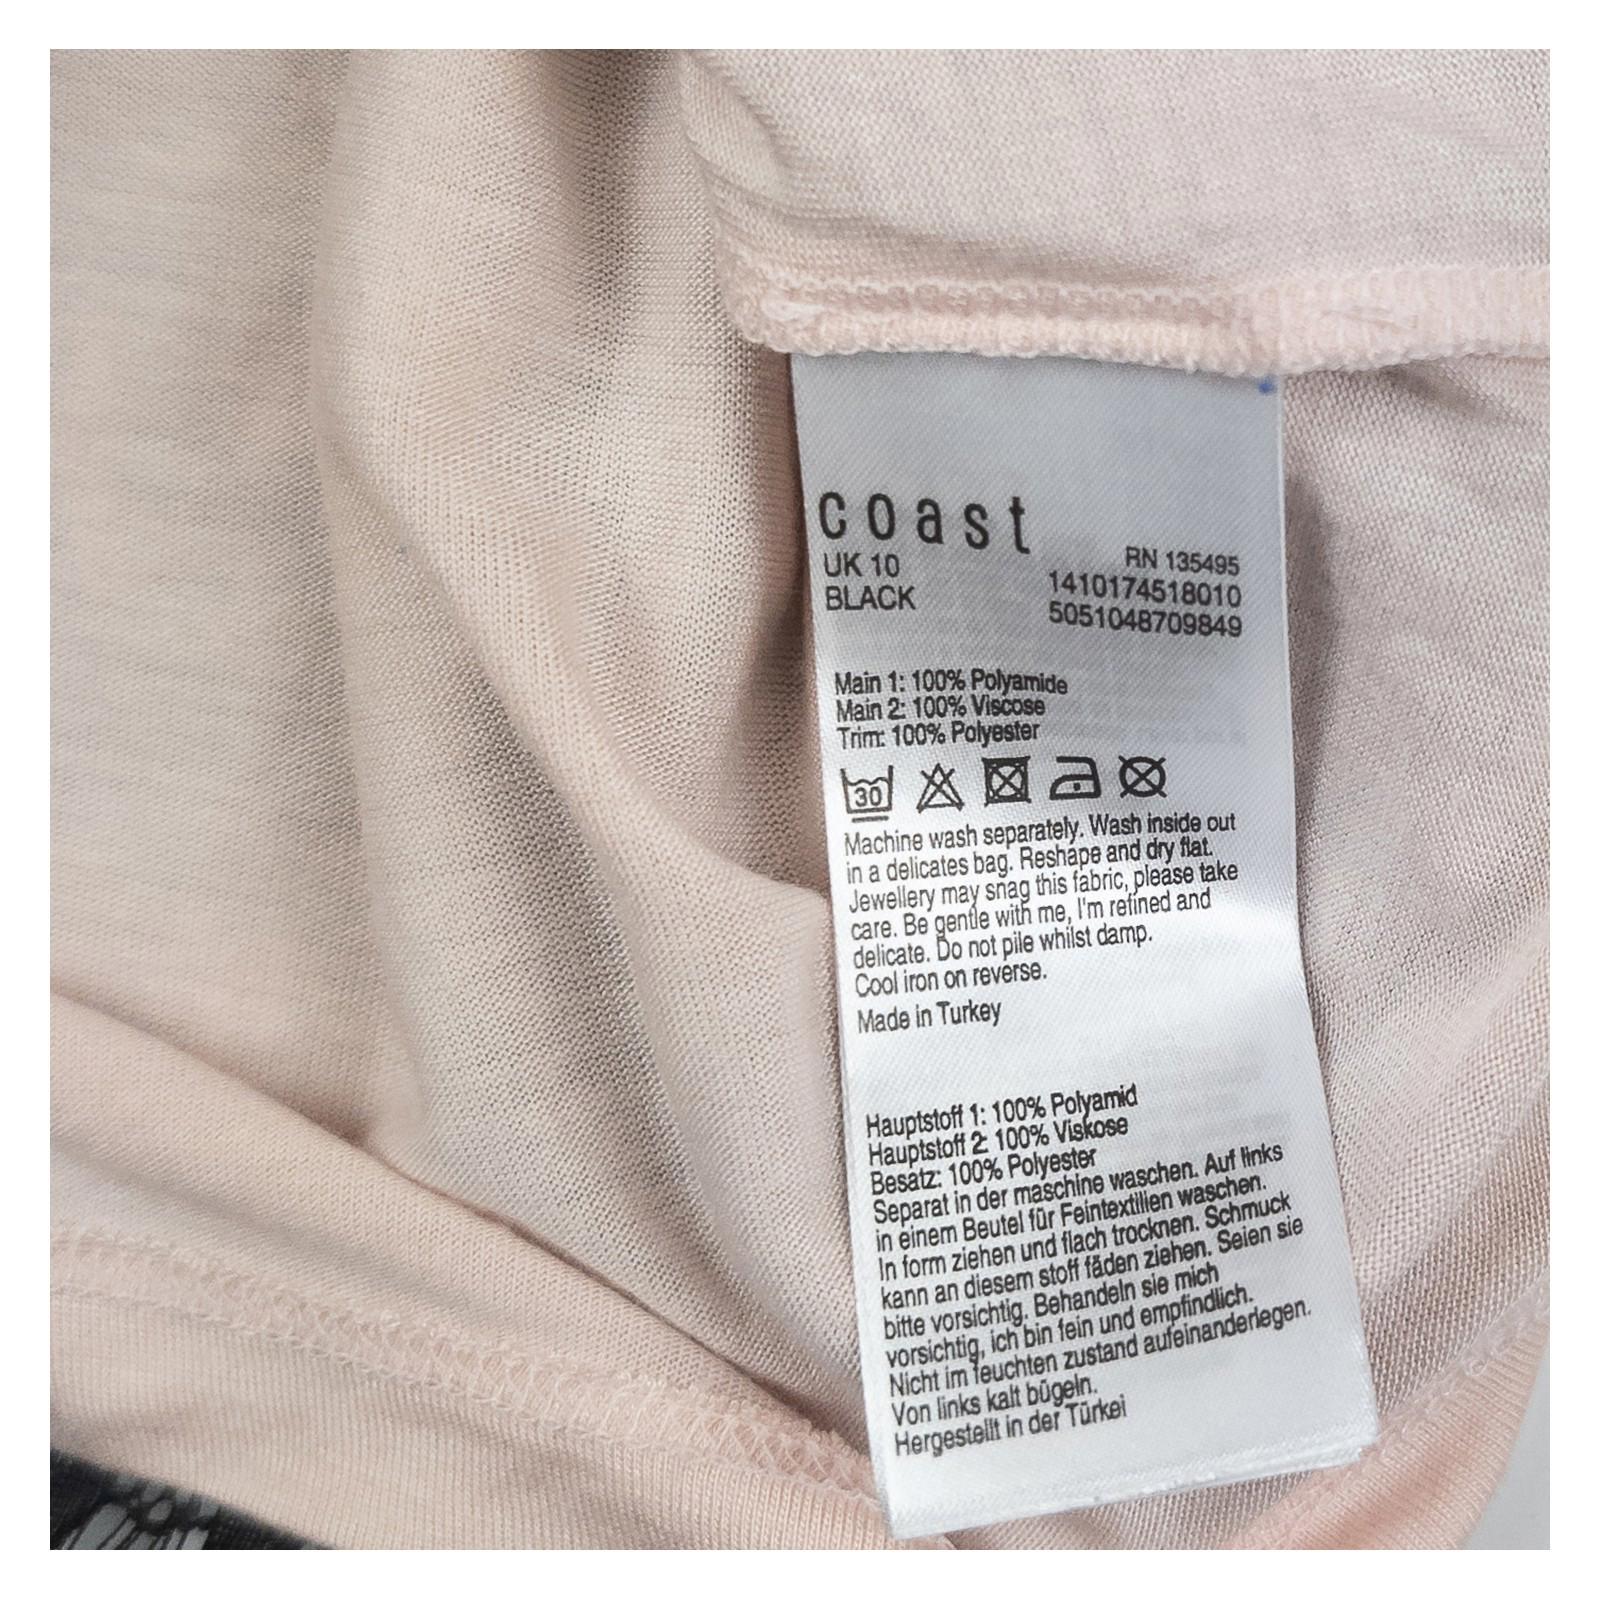 coast
UK 10
BLACK
RN 135495
1410174518010
5051048709849
Main 1: 100% Polyamide
Main 2: 100% Viscose
Trim: 100% Polyester
30
Machine wash separately. Wash inside out
in a delicates bag. Reshape and dry flat.
Jewellery may snag this fabric, please take
care. Be gentle with me, I'm refined and
delicate. Do not pile whilst damp.
Cool iron on reverse.
Made in Turkey
Hauptstoff 1: 100% Polyamid
Hauptstoff 2: 100% Viskose
Besatz: 100% Polyester
Separat in der maschine waschen. Auf links
in einem Beutel für Feintextilien waschen.
In form ziehen und flach trocknen. Schmuck
kann an diesem stoff fäden ziehen. Seien sie
bitte vorsichtig. Behandeln sie mich
vorsichtig, ich bin fein und empfindlich.
Nicht im feuchten zustand aufeinanderlegen.
Von links kalt bügeln.
Hergestellt in der Türkei